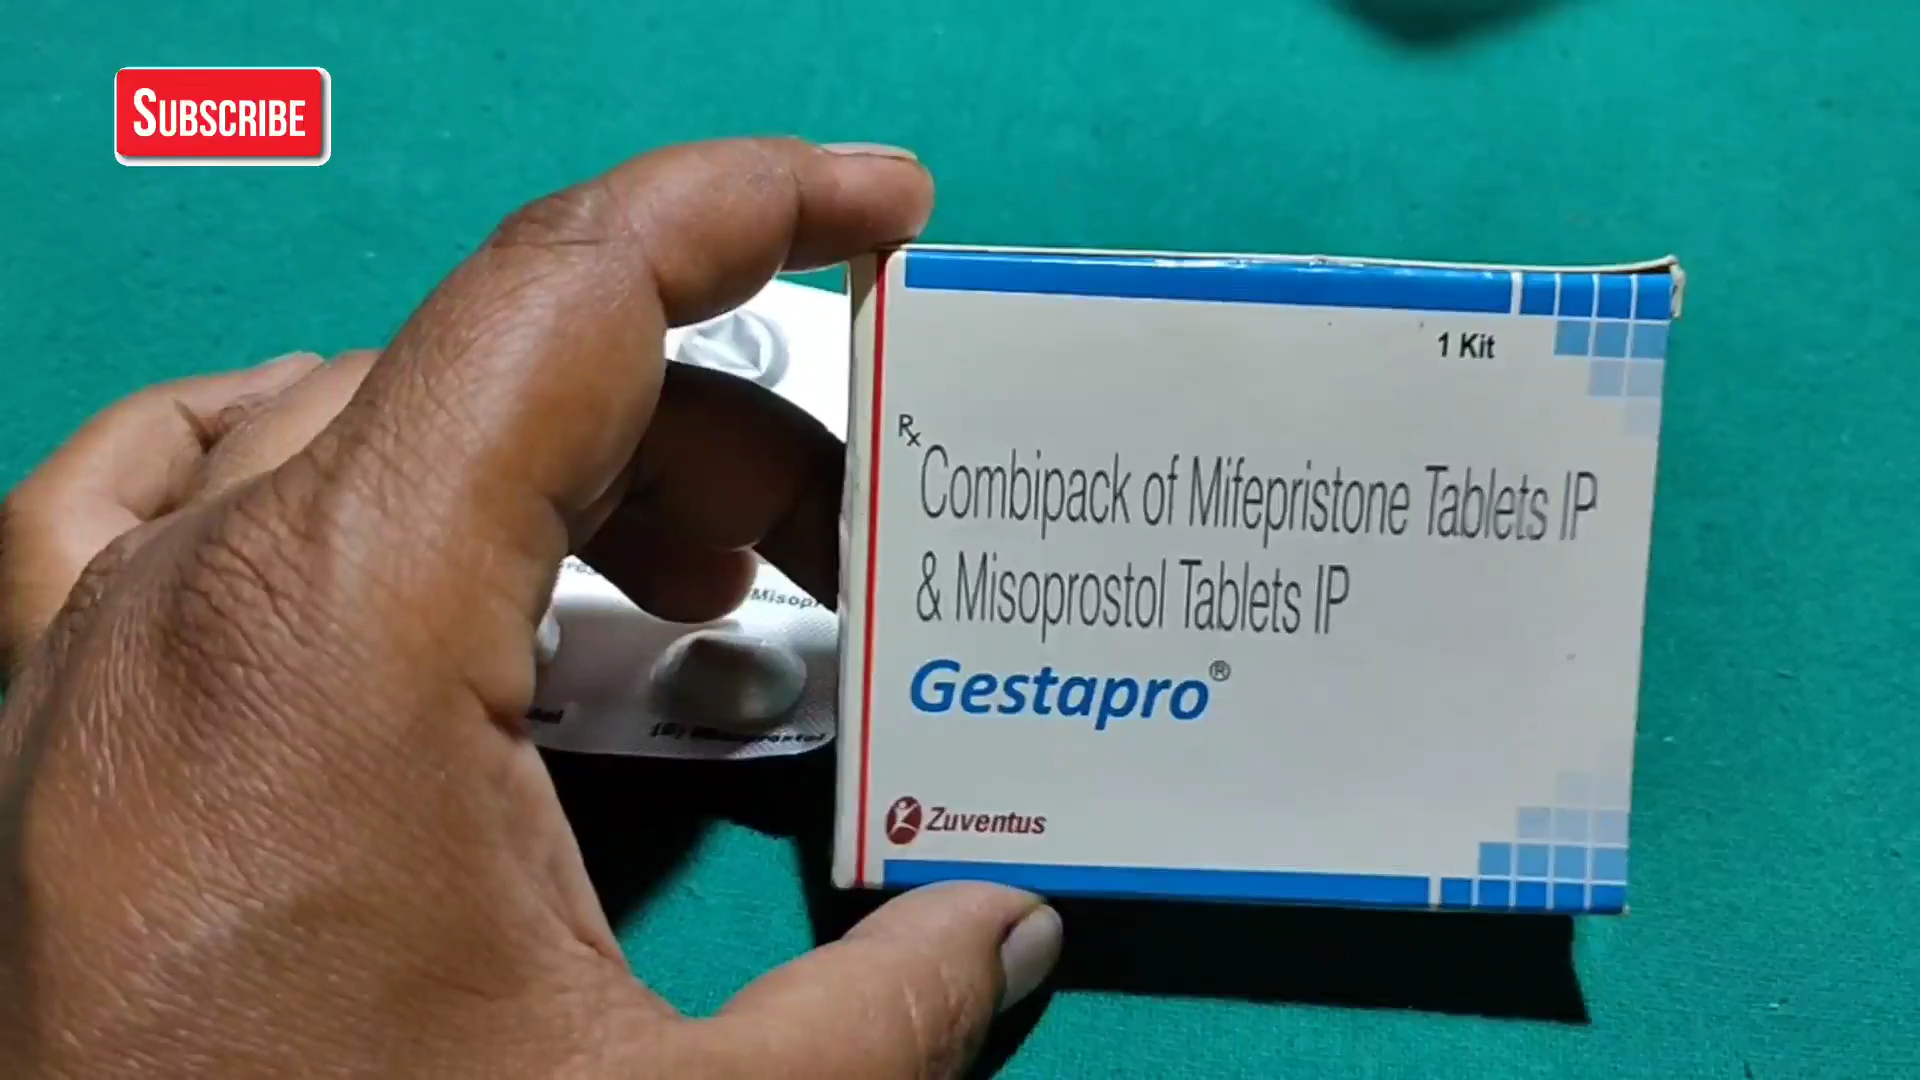 SUBSCRIBE
1 Kit
Rx
Combipack of Mifepristone Tablets IP
& Misoprostol Tablets IP
Gestapro®
Zuventus